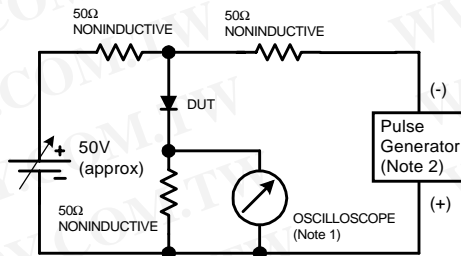 50Ω
NONINDUCTIVE
50Ω
NONINDUCTIVE
(-)
DUT
Pulse
Generator
(Note 2)
+
50V
(approx)
-
(+)
50Ω
NONINDUCTIVE
OSCILLOSCOPE
(Note 1)